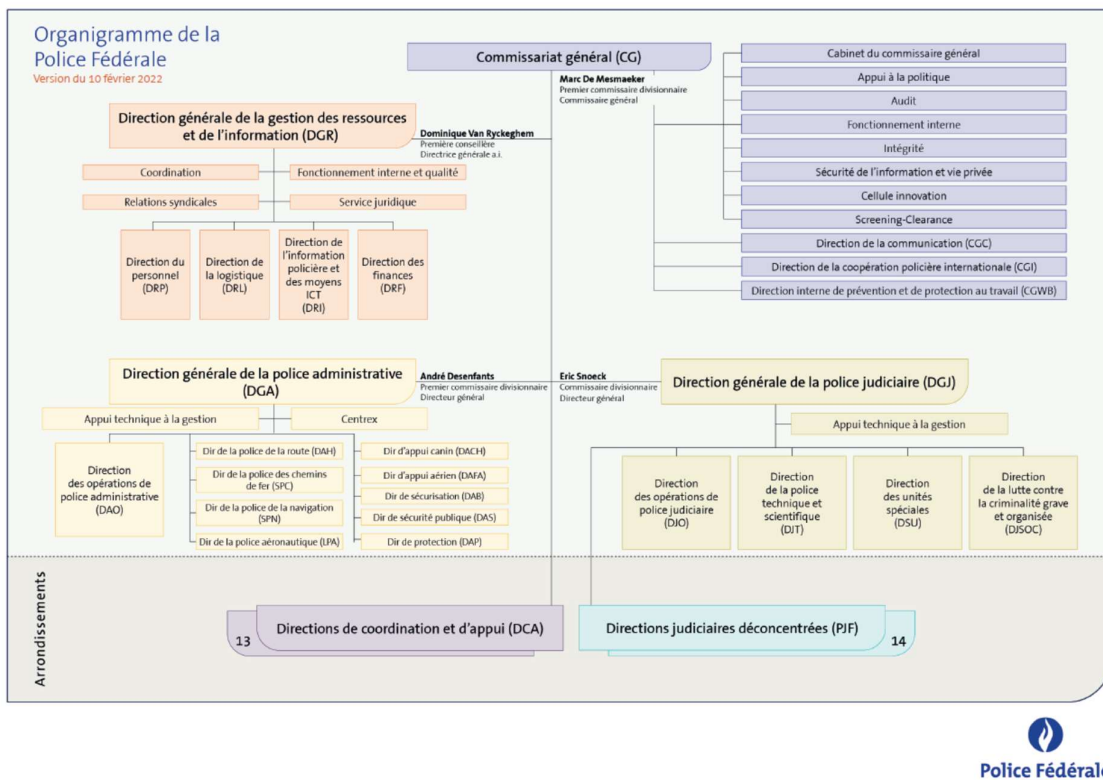 Organigramme de la
Police Fédérale
Version du 10 février 2022
Commissariat général (CG)
Marc De Mesmaeker
Premier commissaire divisionnaire
Commissaire général
Cabinet du commissaire général
Appui à la politique
Audit
Fonctionnement interne
Intégrité
Sécurité de l'information et vie privée
Cellule innovation
Screening-Clearance
Direction de la communication (CGC)
Direction de la coopération policière internationale (CGI)
Direction interne de prévention et de protection au travail (CGWB)
Direction générale de la gestion des ressources
et de l'information (DGR)
Dominique Van Ryckeghem
Première conseillère
Directrice générale a.i.
Coordination
Fonctionnement interne et qualité
Relations syndicales
Service juridique
Direction du
personnel
(DRP)
Direction de
la logistique
(DRL)
Direction de
l'information
policière et
des moyens
ICT
(DRI)
Direction des
finances
(DRF)
Direction générale de la police administrative
(DGA)
André Desenfants
Premier commissaire divisionnaire
Directeur général
Eric Snoeck
Commissaire divisionnaire
Directeur général
Direction générale de la police judiciaire (DGJ)
Appui technique à la gestion
Centrex
Appui technique à la gestion
Direction
des opérations de
police administrative
(DAO)
Dir de la police de la route (DAH)
Dir de la police des chemins
de fer (SPC)
Dir de la police de la navigation
(SPN)
Dir de la police aéronautique (LPA)
Dir d'appui canin (DACH)
Dir d'appui aérien (DAFA)
Dir de sécurisation (DAB)
Dir de sécurité publique (DAS)
Dir de protection (DAP)
Direction
des opérations de
police judiciaire
(DJO)
Direction
de la police
technique et
scientifique
(DJT)
Direction
des unités
spéciales
(DSU)
Direction
de la lutte contre
la criminalité grave
et organisée
(DJSOC)
Arrondissements
13
Directions de coordination et d'appui (DCA)
Directions judiciaires déconcentrées (PJF)
14
Police Fédérale